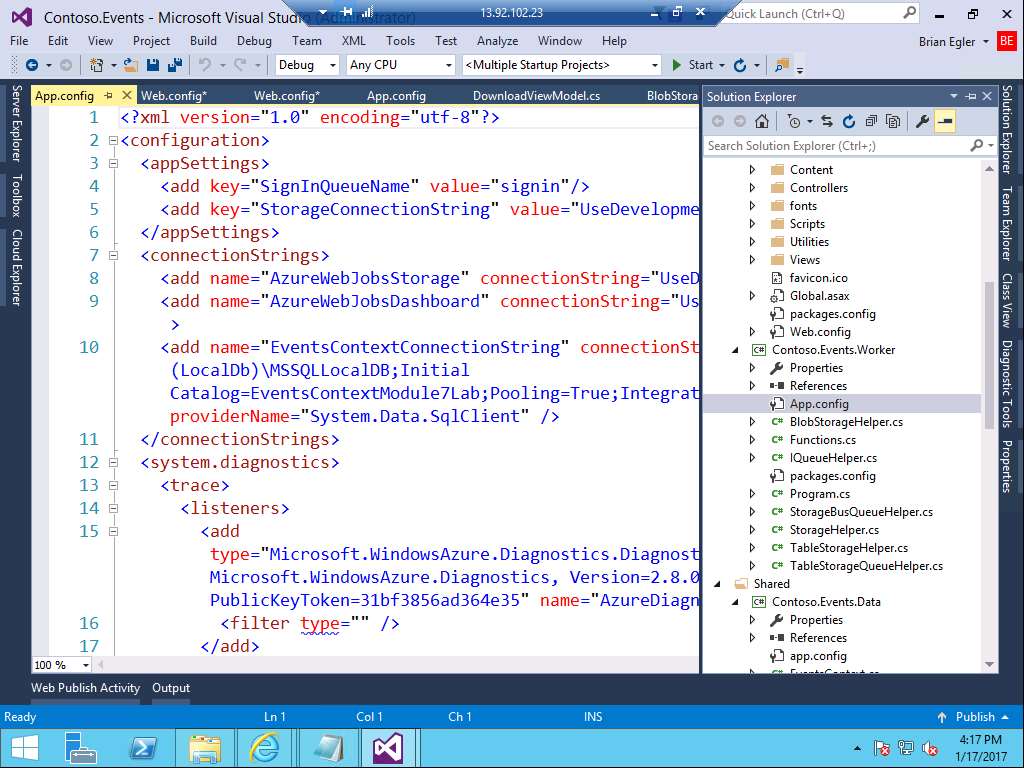 Contoso.Events - Microsoft Visual Studio (Administrator)
13.92.102.23
Quick Launch (Ctrl+Q)
File Edit View Project Build Debug Team XML Tools Test Analyze Window Help
Brian Egler BE
Debug Any CPU <Multiple Startup Projects> Start
Server Explorer
Toolbox
Cloud Explorer
App.config Web.config* Web.config* App.config DownloadViewModel.cs BlobStora
1 <?xml version="1.0" encoding="utf-8"?>
2 <configuration>
3 <appSettings>
4 <add key="SignInQueueName" value="signin"/>
5 <add key="StorageConnectionString" value="UseDevelopme
6 </appSettings>
7 <connectionStrings>
8 <add name="AzureWebJobsStorage" connectionString="UseD
9 <add name="AzureWebJobsDashboard" connectionString="Us
>
10 <add name="EventsContextConnectionString" connectionSt
(LocalDb)\MSSQLLocalDB;Initial
Catalog=EventsContextModule7Lab;Pooling=True;Integrat
providerName="System.Data.SqlClient" />
11 </connectionStrings>
12 <system.diagnostics>
13 <trace>
14 <listeners>
15 <add
type="Microsoft.WindowsAzure.Diagnostics.Diagnost
Microsoft.WindowsAzure.Diagnostics, Version=2.8.0
PublicKeyToken=31bf3856ad364e35" name="AzureDiagn
16 <filter type="" />
17 </add>
100 %
Solution Explorer
Search Solution Explorer (Ctrl+;)
Content
Controllers
fonts
Scripts
Utilities
Views
favicon.ico
Global.asax
packages.config
Web.config
C# Contoso.Events.Worker
Properties
References
App.config
C# BlobStorageHelper.cs
C# Functions.cs
C# IQueueHelper.cs
packages.config
C# Program.cs
C# StorageBusQueueHelper.cs
C# StorageHelper.cs
C# TableStorageHelper.cs
C# TableStorageQueueHelper.cs
Shared
C# Contoso.Events.Data
Properties
References
app.config
C# EventsContext.cs
Solution Explorer
Team Explorer
Class View
Diagnostic Tools
Properties
Web Publish Activity Output
Ready Ln 1 Col 1 Ch 1 INS Publish
4:17 PM
1/17/2017